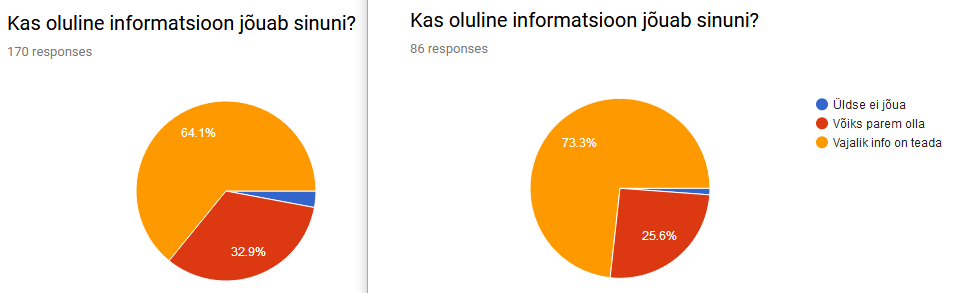 Kas oluline informatsioon jõuab sinuni?
170 responses
64.1%
32.9%
Kas oluline informatsioon jõuab sinuni?
86 responses
73.3%
25.6%
Üldse ei jõua
Võiks parem olla
Vajalik info on teada